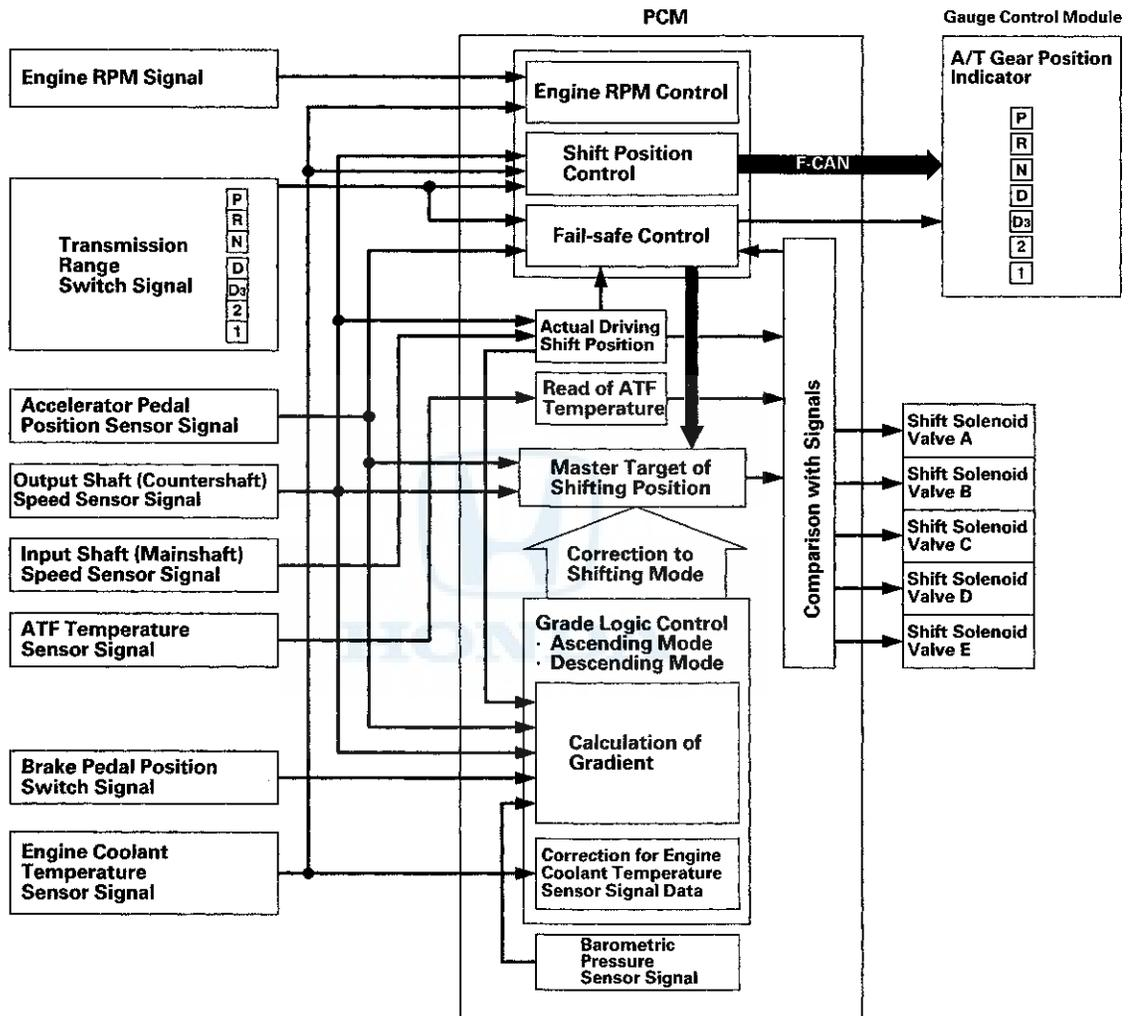 PCM
Gauge Control Module
Engine RPM Signal
Transmission
Range
Switch Signal
P
R
N
D
D3
2
1
Accelerator Pedal
Position Sensor Signal
Output Shaft (Countershaft)
Speed Sensor Signal
Input Shaft (Mainshaft)
Speed Sensor Signal
ATF Temperature
Sensor Signal
Brake Pedal Position
Switch Signal
Engine Coolant
Temperature
Sensor Signal
Engine RPM Control
Shift Position
Control
Fail-safe Control
Actual Driving
Shift Position
Read of ATF
Temperature
Master Target of
Shifting Position
Correction to
Shifting Mode
Grade Logic Control
· Ascending Mode
· Descending Mode
Calculation of
Gradient
Correction for Engine
Coolant Temperature
Sensor Signal Data
Barometric
Pressure
Sensor Signal
F-CAN
Comparison with Signals
A/T Gear Position
Indicator
P
R
N
D
D3
2
1
Shift Solenoid
Valve A
Shift Solenoid
Valve B
Shift Solenoid
Valve C
Shift Solenoid
Valve D
Shift Solenoid
Valve E
HONDA